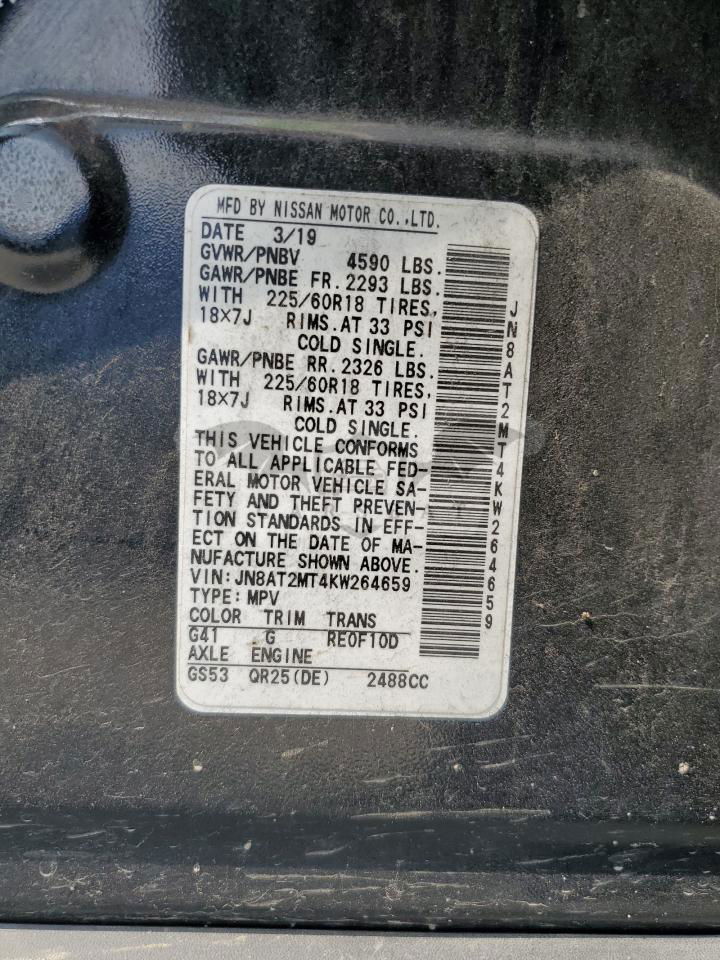 MFD BY NISSAN MOTOR CO.,LTD.
DATE 3/19
GVWR/PNBV 4590 LBS.
GAWR/PNBE FR.2293 LBS.
WITH 225/60R18 TIRES,
18×7J RIMS.AT 33 PSI
COLD SINGLE.
GAWR/PNBE RR.2326 LBS.
WITH 225/60R18 TIRES,
18×7J RIMS.AT 33 PSI
COLD SINGLE.
THIS VEHICLE CONFORMS
TO ALL APPLICABLE FED-
ERAL MOTOR VEHICLE SA-
FETY AND THEFT PREVEN-
TION STANDARDS IN EFF-
ECT ON THE DATE OF MA-
NUFACTURE SHOWN ABOVE.
VIN:JN8AT2MT4KW264659
TYPE:MPV
COLOR TRIM TRANS
G41 G RE0F10D
AXLE ENGINE
GS53 QR25(DE) 2488CC
JN8AT2MT4KW264659